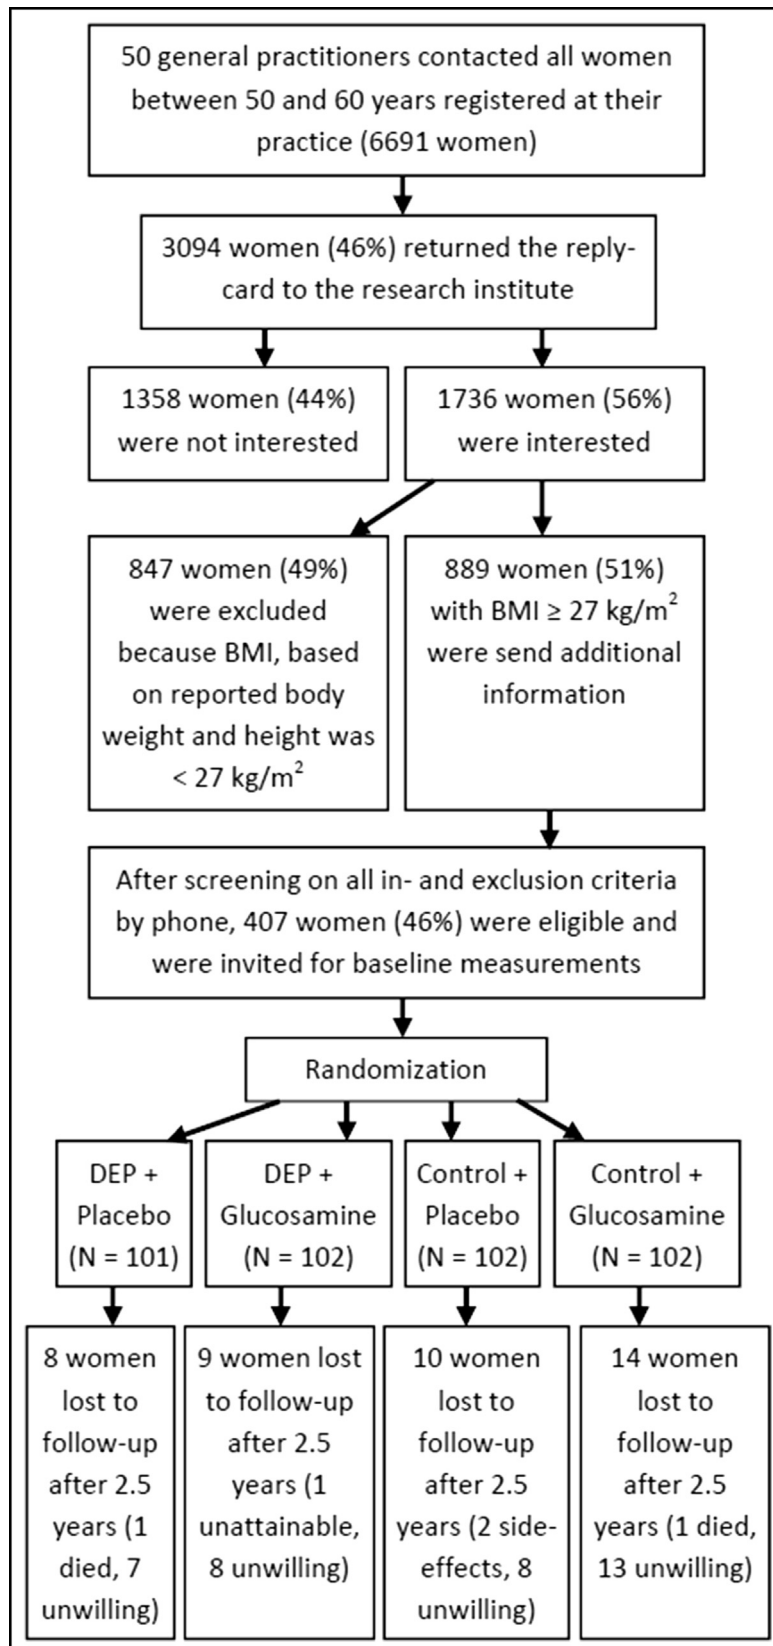 50 general practitioners contacted all women
between 50 and 60 years registered at their
practice (6691 women)
3094 women (46%) returned the reply-
card to the research institute
1358 women (44%)
were not interested
1736 women (56%)
were interested
847 women (49%)
were excluded
because BMI, based
on reported body
weight and height was
< 27 kg/m²
889 women (51%)
with BMI ≥ 27 kg/m²
were send additional
information
After screening on all in- and exclusion criteria
by phone, 407 women (46%) were eligible and
were invited for baseline measurements
Randomization
DEP +
Placebo
(N = 101)
DEP +
Glucosamine
(N = 102)
Control +
Placebo
(N = 102)
Control +
Glucosamine
(N = 102)
8 women
lost to
follow-up
after 2.5
years (1
died, 7
unwilling)
9 women lost
to follow-up
after 2.5
years (1
unattainable,
8 unwilling)
10 women
lost to
follow-up
after 2.5
years (2 side-
effects, 8
unwilling)
14 women
lost to
follow-up
after 2.5
years (1 died,
13 unwilling)